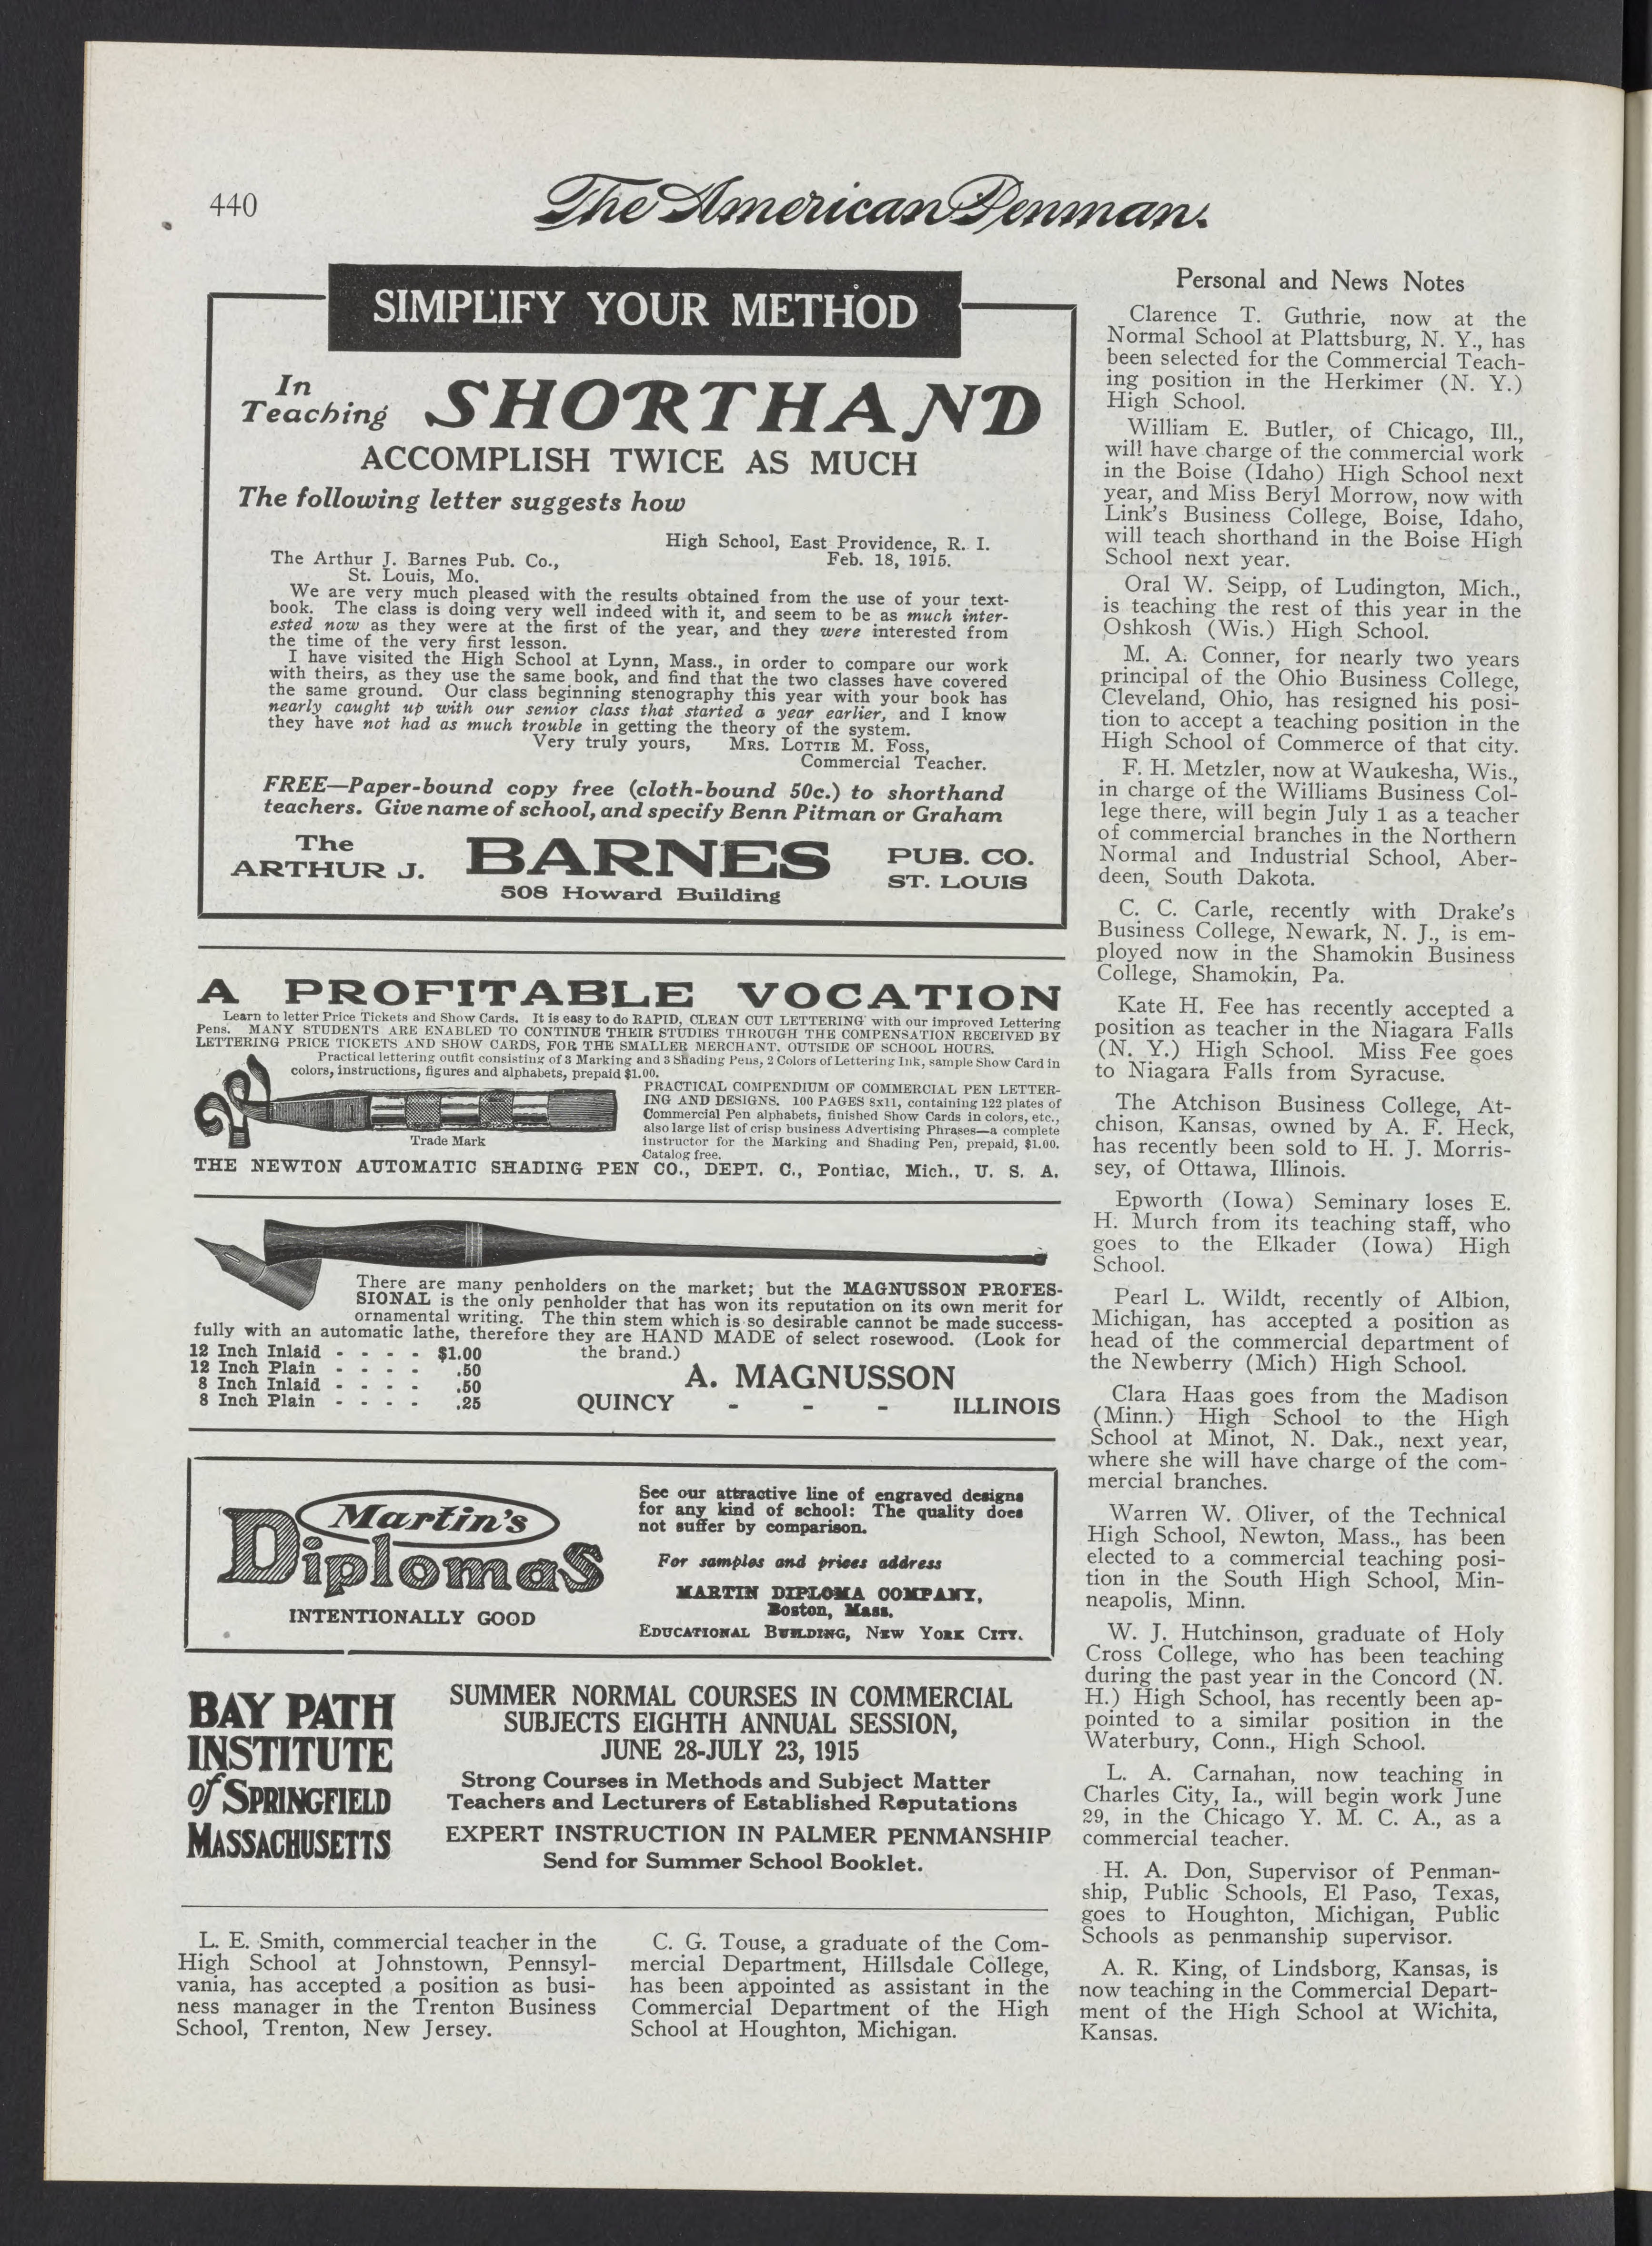 440
The American Penman.
SIMPLIFY YOUR METHOD
In
Teaching
SHORTHAND
ACCOMPLISH TWICE AS MUCH
The following letter suggests how
High School, East Providence, R. I.
The Arthur J. Barnes Pub. Co., Feb. 18, 1915.
St. Louis, Mo.
We are very much pleased with the results obtained from the use of your text-
book. The class is doing very well indeed with it, and seem to be as much inter-
ested now as they were at the first of the year, and they were interested from
the time of the very first lesson.
I have visited the High School at Lynn, Mass., in order to compare our work
with theirs, as they use the same book, and find that the two classes have covered
the same ground. Our class beginning stenography this year with your book has
nearly caught up with our senior class that started a year earlier, and I know
they have not had as much trouble in getting the theory of the system.
Very truly yours, MRS. LOTTIE M. FOSS,
Commercial Teacher.
FREE—Paper-bound copy free (cloth-bound 50c.) to shorthand
teachers. Give name of school, and specify Benn Pitman or Graham
The
ARTHUR J.
BARNES
PUB. CO.
ST. LOUIS
508 Howard Building
A PROFITABLE VOCATION
Learn to letter Price Tickets and Show Cards. It is easy to do RAPID, CLEAN CUT LETTERING with our improved Lettering
Pens. MANY STUDENTS ARE ENABLED TO CONTINUE THEIR STUDIES THROUGH THE COMPENSATION RECEIVED BY
LETTERING PRICE TICKETS AND SHOW CARDS, FOR THE SMALLER MERCHANT. OUTSIDE OF SCHOOL HOURS.
Practical lettering outfit consisting of 3 Marking and 3 Shading Pens, 2 Colors of Lettering Ink, sample Show Card in
colors, instructions, figures and alphabets, prepaid $1.00.
PRACTICAL COMPENDIUM OF COMMERCIAL PEN LETTER-
ING AND DESIGNS. 100 PAGES 8x11, containing 122 plates of
Commercial Pen alphabets, finished Show Cards in colors, etc.,
also large list of crisp business Advertising Phrases—a complete
instructor for the Marking and Shading Pen, prepaid, $1.00.
Catalog free.
Trade Mark
THE NEWTON AUTOMATIC SHADING PEN CO., DEPT. C., Pontiac, Mich., U. S. A.
There are many penholders on the market; but the MAGNUSSON PROFES-
SIONAL is the only penholder that has won its reputation on its own merit for
ornamental writing. The thin stem which is so desirable cannot be made success-
fully with an automatic lathe, therefore they are HAND MADE of select rosewood. (Look for
the brand.)
12 Inch Inlaid - - - - $1.00
12 Inch Plain - - - - .50
8 Inch Inlaid - - - - .50
8 Inch Plain - - - - .25
A. MAGNUSSON
QUINCY - - - ILLINOIS
Martin's
Diplomas
INTENTIONALLY GOOD
See our attractive line of engraved designs
for any kind of school: The quality does
not suffer by comparison.
For samples and prices address
MARTIN DIPLOMA COMPANY,
Boston, Mass.
EDUCATIONAL BUILDING, NEW YORK CITY.
BAY PATH
INSTITUTE
of SPRINGFIELD
MASSACHUSETTS
SUMMER NORMAL COURSES IN COMMERCIAL
SUBJECTS EIGHTH ANNUAL SESSION,
JUNE 28-JULY 23, 1915
Strong Courses in Methods and Subject Matter
Teachers and Lecturers of Established Reputations
EXPERT INSTRUCTION IN PALMER PENMANSHIP
Send for Summer School Booklet.
L. E. Smith, commercial teacher in the
High School at Johnstown, Pennsyl-
vania, has accepted a position as busi-
ness manager in the Trenton Business
School, Trenton, New Jersey.
C. G. Touse, a graduate of the Com-
mercial Department, Hillsdale College,
has been appointed as assistant in the
Commercial Department of the High
School at Houghton, Michigan.
Personal and News Notes
Clarence T. Guthrie, now at the
Normal School at Plattsburg, N. Y., has
been selected for the Commercial Teach-
ing position in the Herkimer (N. Y.)
High School.
William E. Butler, of Chicago, Ill.,
will have charge of the commercial work
in the Boise (Idaho) High School next
year, and Miss Beryl Morrow, now with
Link's Business College, Boise, Idaho,
will teach shorthand in the Boise High
School next year.
Oral W. Seipp, of Ludington, Mich.,
is teaching the rest of this year in the
Oshkosh (Wis.) High School.
M. A. Conner, for nearly two years
principal of the Ohio Business College,
Cleveland, Ohio, has resigned his posi-
tion to accept a teaching position in the
High School of Commerce of that city.
F. H. Metzler, now at Waukesha, Wis.,
in charge of the Williams Business Col-
lege there, will begin July 1 as a teacher
of commercial branches in the Northern
Normal and Industrial School, Aber-
deen, South Dakota.
C. C. Carle, recently with Drake's
Business College, Newark, N. J., is em-
ployed now in the Shamokin Business
College, Shamokin, Pa.
Kate H. Fee has recently accepted a
position as teacher in the Niagara Falls
(N. Y.) High School. Miss Fee goes
to Niagara Falls from Syracuse.
The Atchison Business College, At-
chison, Kansas, owned by A. F. Heck,
has recently been sold to H. J. Morris-
sey, of Ottawa, Illinois.
Epworth (Iowa) Seminary loses E.
H. Murch from its teaching staff, who
goes to the Elkader (Iowa) High
School.
Pearl L. Wildt, recently of Albion,
Michigan, has accepted a position as
head of the commercial department of
the Newberry (Mich) High School.
Clara Haas goes from the Madison
(Minn.) High School to the High
School at Minot, N. Dak., next year,
where she will have charge of the com-
mercial branches.
Warren W. Oliver, of the Technical
High School, Newton, Mass., has been
elected to a commercial teaching posi-
tion in the South High School, Min-
neapolis, Minn.
W. J. Hutchinson, graduate of Holy
Cross College, who has been teaching
during the past year in the Concord (N.
H.) High School, has recently been ap-
pointed to a similar position in the
Waterbury, Conn., High School.
L. A. Carnahan, now teaching in
Charles City, Ia., will begin work June
29, in the Chicago Y. M. C. A., as a
commercial teacher.
H. A. Don, Supervisor of Penman-
ship, Public Schools, El Paso, Texas,
goes to Houghton, Michigan, Public
Schools as penmanship supervisor.
A. R. King, of Lindsborg, Kansas, is
now teaching in the Commercial Depart-
ment of the High School at Wichita,
Kansas.